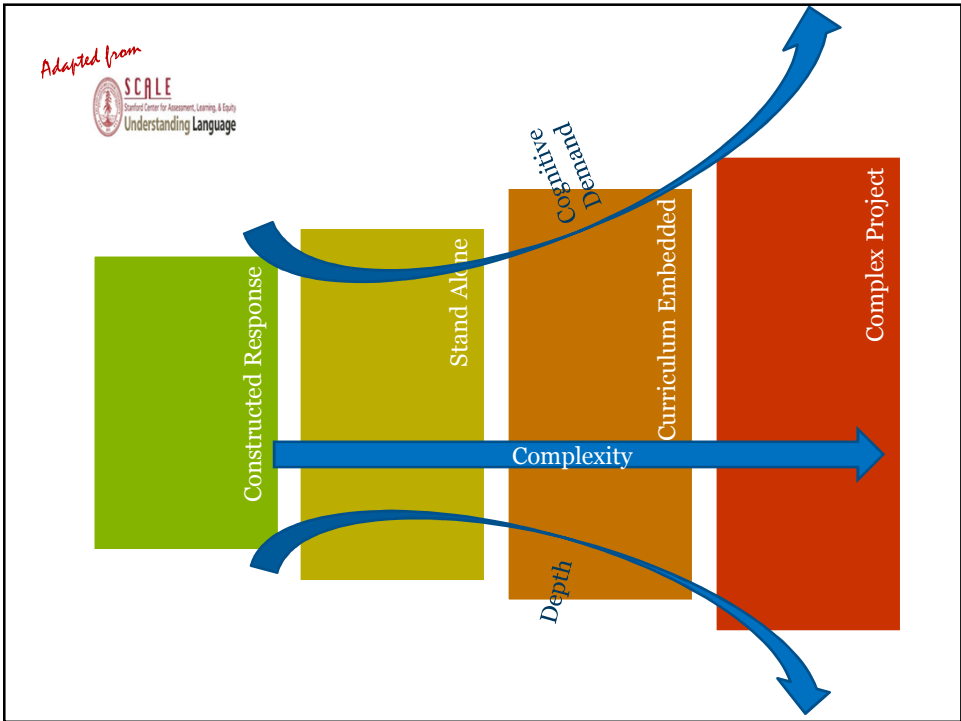 Adapted from
SCALE
Stanford Center for Assessment, Learning, & Equity
Understanding Language
Cognitive
Demand
Constructed Response
Stand Alone
Curriculum Embedded
Complex Project
Complexity
Depth